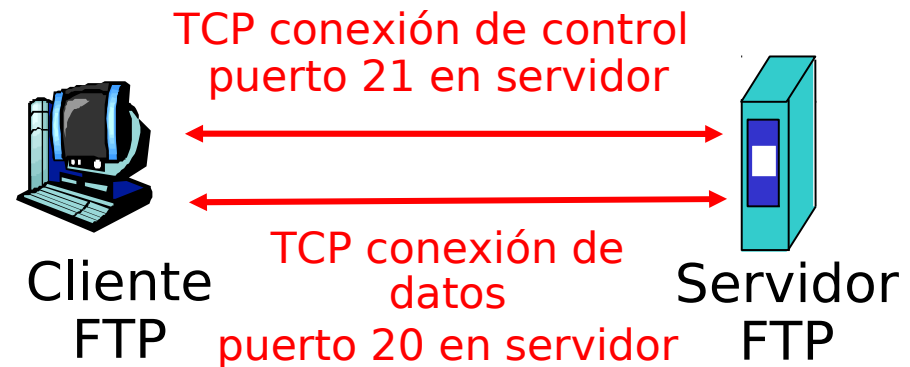 TCP conexión de control
puerto 21 en servidor
TCP conexión de
datos
puerto 20 en servidor
Cliente
FTP
Servidor
FTP